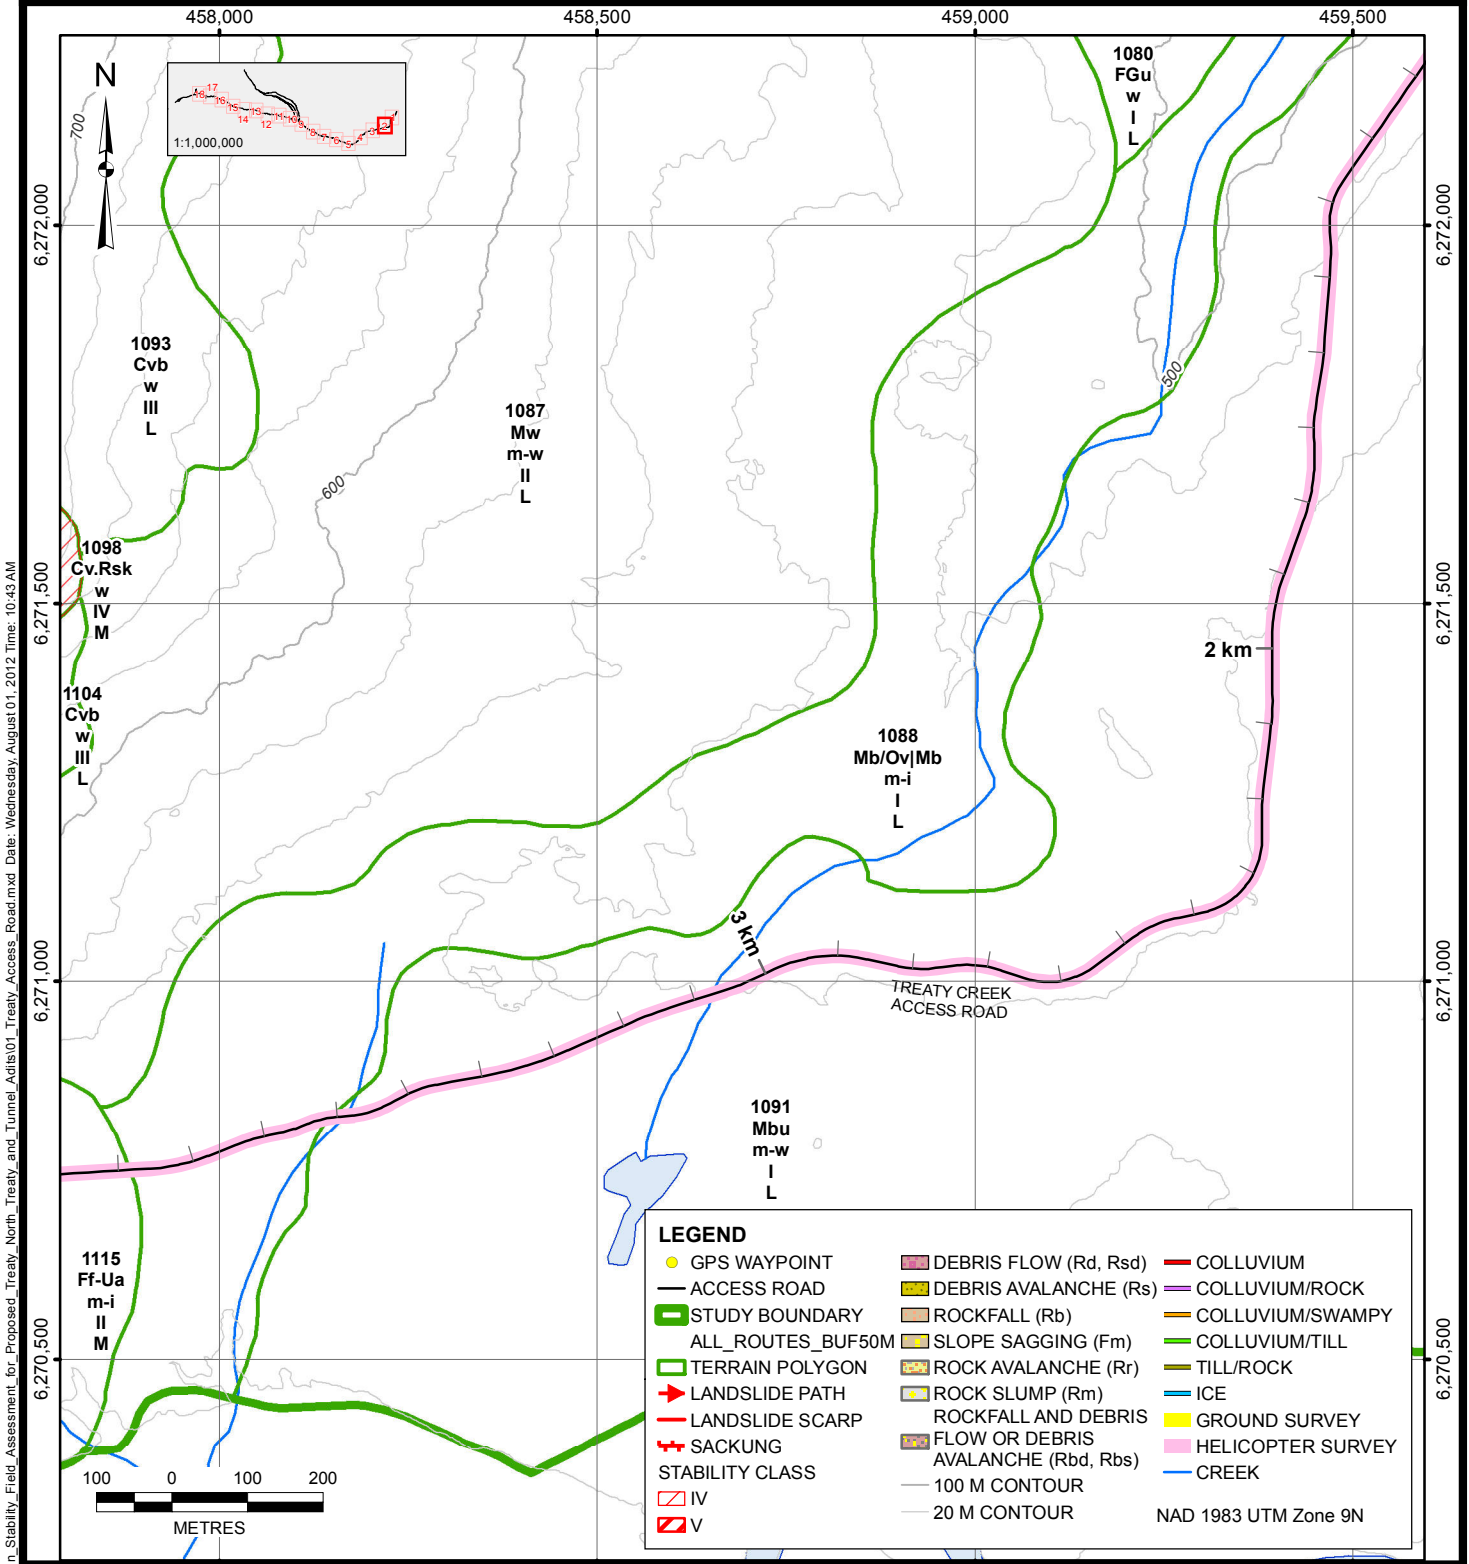 458,000
458,500
459,000
459,500
N
700
17
14
12
1:1,000,000
1080
FGu
w
I
L
6,272,000
6,272,000
1093
Cvb
w
III
L
500
1087
Mw
m-w
II
L
600
1098
Cv.Rsk
w
IV
M
6,271,500
6,271,500
2 km
1104
Cvb
w
III
L
1088
Mb/Ov|Mb
m-i
I
L
3 km
6,271,000
6,271,000
TREATY CREEK
ACCESS ROAD
1091
Mbu
m-w
I
L
1115
Ff-Ua
m-i
II
M
6,270,500
6,270,500
100 0 100 200
METRES
LEGEND
GPS WAYPOINT
ACCESS ROAD
STUDY BOUNDARY
ALL_ROUTES_BUF50M
TERRAIN POLYGON
LANDSLIDE PATH
LANDSLIDE SCARP
SACKUNG
STABILITY CLASS
IV
V
DEBRIS FLOW (Rd, Rsd)
DEBRIS AVALANCHE (Rs)
ROCKFALL (Rb)
SLOPE SAGGING (Fm)
ROCK AVALANCHE (Rr)
ROCK SLUMP (Rm)
ROCKFALL AND DEBRIS
FLOW OR DEBRIS
AVALANCHE (Rbd, Rbs)
100 M CONTOUR
20 M CONTOUR
COLLUVIUM
COLLUVIUM/ROCK
COLLUVIUM/SWAMPY
COLLUVIUM/TILL
TILL/ROCK
ICE
GROUND SURVEY
HELICOPTER SURVEY
CREEK
NAD 1983 UTM Zone 9N
n_Stability_Field_Assessment_for_Proposed_Treaty_North_Treaty_and_Tunnel_Adits\01_Treaty_Access_Road.mxd Date: Wednesday, August 01, 2012 Time: 10:43 AM